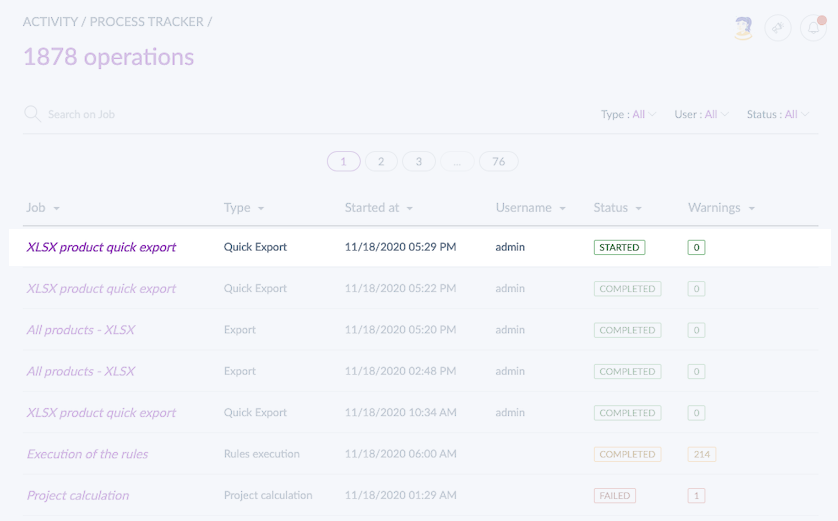 ACTIVITY / PROCESS TRACKER /
1878 operations
Search on Job Type : All User : All Status : All
1 2 3 ... 76
Job Type Started at Username Status Warnings
XLSX product quick export Quick Export 11/18/2020 05:29 PM admin STARTED 0
XLSX product quick export Quick Export 11/18/2020 05:22 PM admin COMPLETED 0
All products - XLSX Export 11/18/2020 05:20 PM admin COMPLETED 0
All products - XLSX Export 11/18/2020 02:48 PM admin COMPLETED 0
XLSX product quick export Quick Export 11/18/2020 10:34 AM admin COMPLETED 0
Execution of the rules Rules execution 11/18/2020 06:00 AM COMPLETED 214
Project calculation Project calculation 11/18/2020 01:29 AM FAILED 1